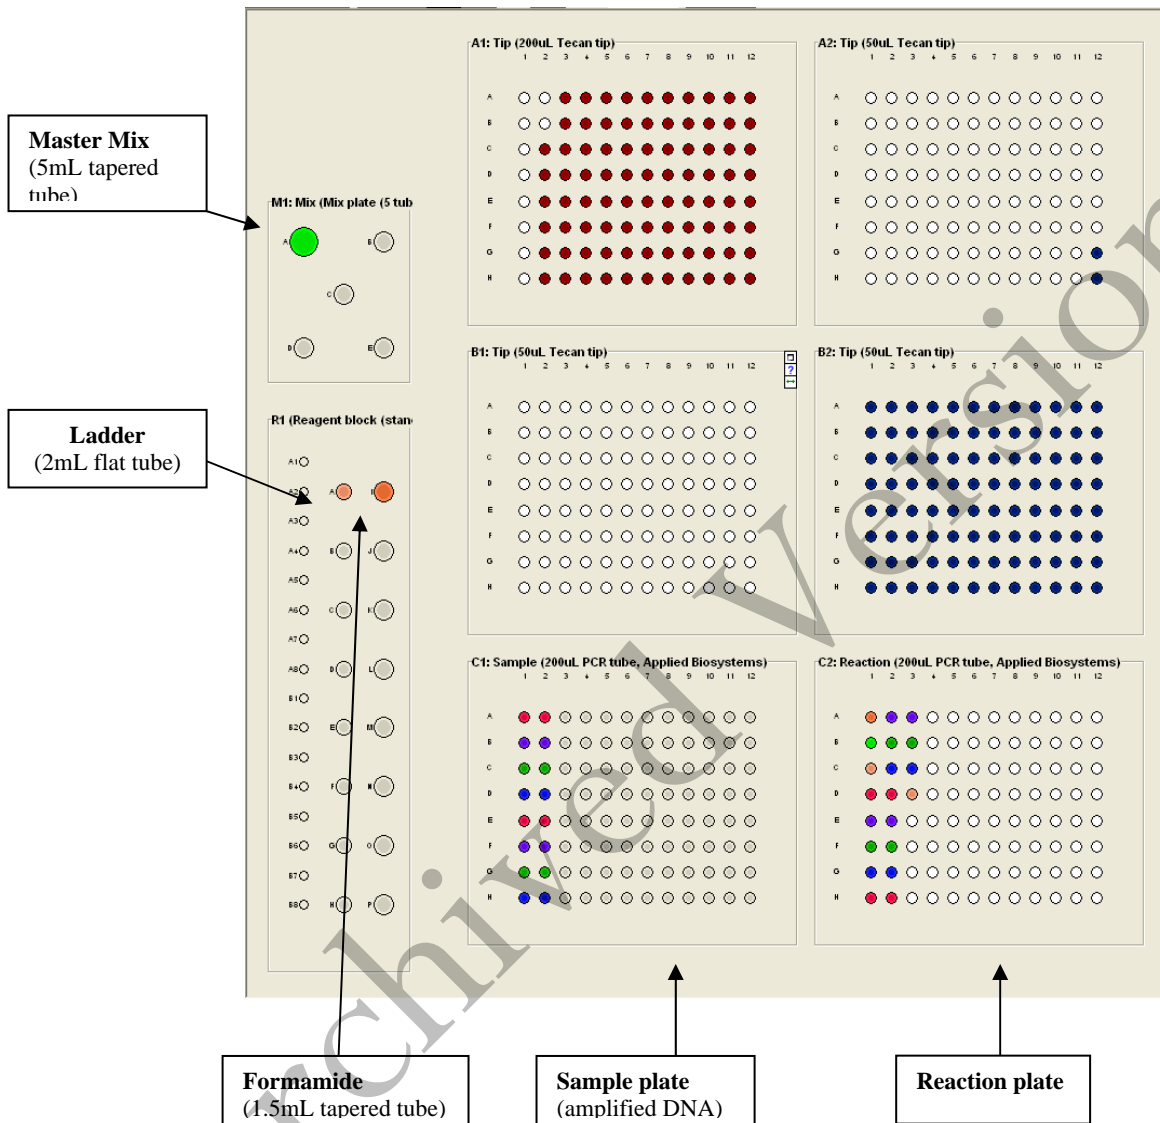 A1: Tip (200uL Tecan tip)
1 2 3 4 5 6 7 8 9 10 11 12
A
B
C
D
E
F
G
H
A2: Tip (50uL Tecan tip)
1 2 3 4 5 6 7 8 9 10 11 12
A
B
C
D
E
F
G
H
Master Mix
(5mL tapered
tube)
M1: Mix (Mix plate (5 tub
A B
C
D E
B1: Tip (50uL Tecan tip)
1 2 3 4 5 6 7 8 9 10 11 12
A
B
C
D
E
F
G
H
?
B2: Tip (50uL Tecan tip)
1 2 3 4 5 6 7 8 9 10 11 12
A
B
C
D
E
F
G
H
Ladder
(2mL flat tube)
R1 (Reagent block (stan
A1
A2 A I
A3
A4 B J
A5
A6 C K
A7
A8 D L
B1
B2 E M
B3
B4 F N
B5
B6 G O
B7
B8 H P
C1: Sample (200uL PCR tube, Applied Biosystems)
1 2 3 4 5 6 7 8 9 10 11 12
A
B
C
D
E
F
G
H
C2: Reaction (200uL PCR tube, Applied Biosystems)
1 2 3 4 5 6 7 8 9 10 11 12
A
B
C
D
E
F
G
H
Formamide
(1.5mL tapered tube)
Sample plate
(amplified DNA)
Reaction plate
Archived Version